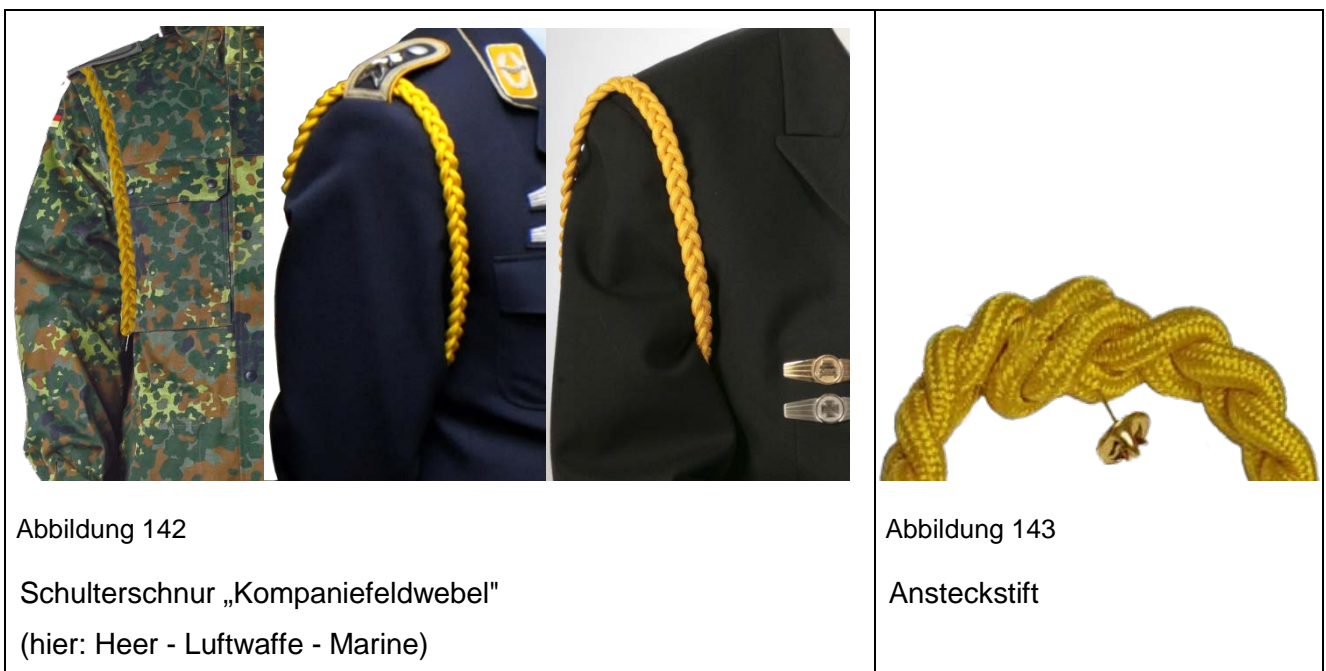 Abbildung 142
Schulterschnur „Kompaniefeldwebel"
(hier: Heer - Luftwaffe - Marine)
Abbildung 143
Ansteckstift